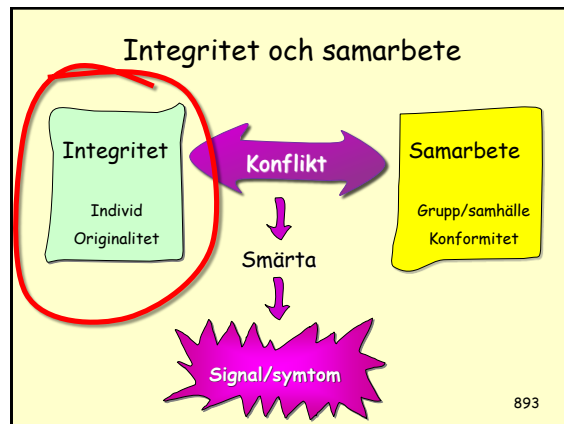 Integritet och samarbete
Integritet
Individ
Originalitet
Konflikt
Samarbete
Grupp/samhälle
Konformitet
Smärta
Signal/symtom
893